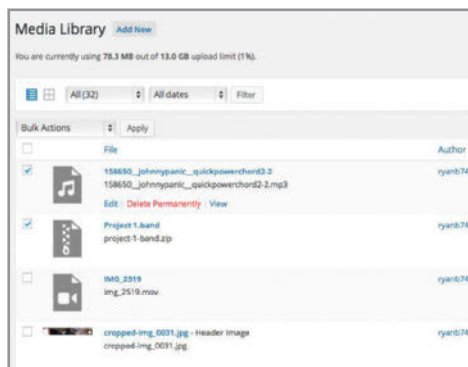 Media Library Add New
You are currently using 78.3 MB out of 13.0 GB upload limit (1%).
All (32) All dates Filter
Bulk Actions Apply
File Author
158650__johnnypanic__quickpowerchord2-2 ryanb74
158650__johnnypanic__quickpowerchord2-2.mp3
Edit | Delete Permanently | View
Project 1.band ryanb74
project-1-band.zip
IMG_2519 ryanb74
img_2519.mov
cropped-img_0031.jpg - Header Image ryanb74
cropped-img_0031.jpg